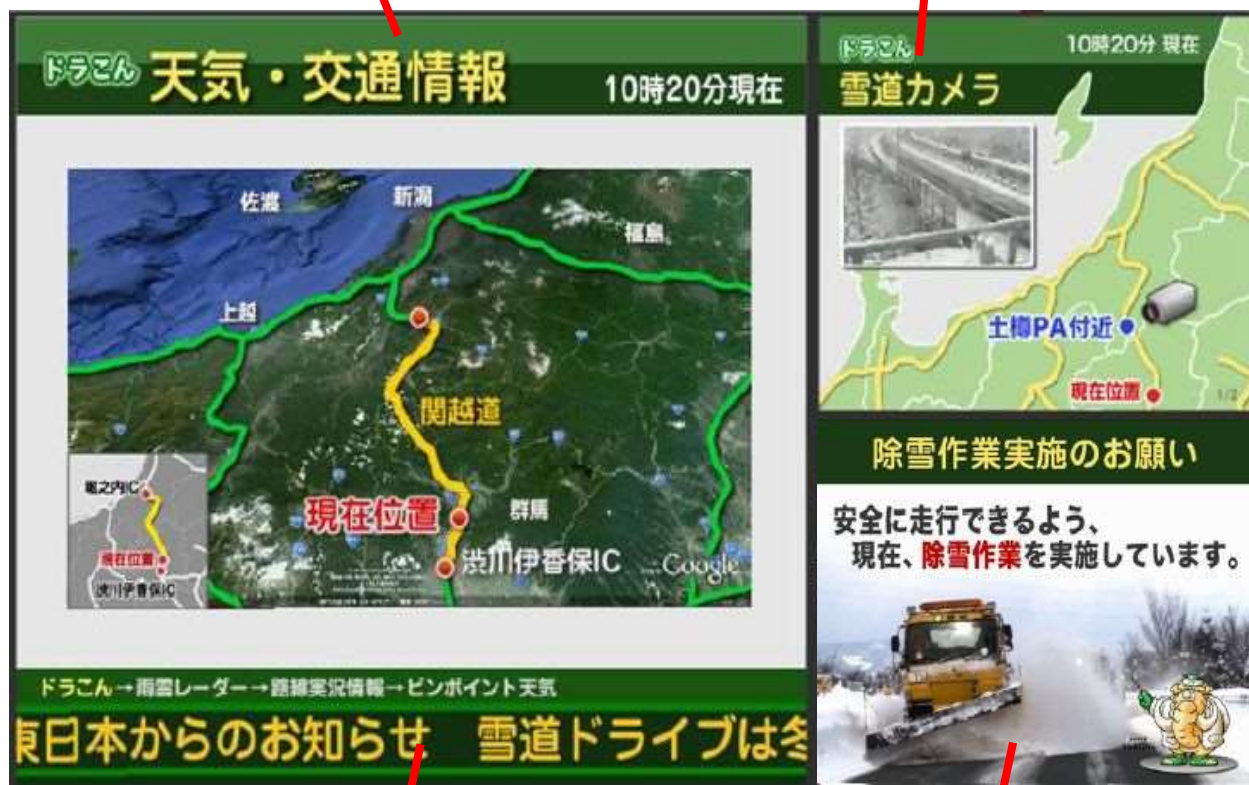 ドラこん 天気・交通情報 10時20分現在
佐渡
新潟
福島
上越
関越道
現在位置
群馬
渋川伊香保IC
Google
堀之内IC
現在位置
渋川伊香保IC
ドラこん→雨雪レーダー→路線実況情報→ピンポイント天気
東日本からのお知らせ 雪道ドライブは冬
ドラこん 10時20分 現在
雪道カメラ
土樽PA付近
現在位置
1/2
除雪作業実施のお願い
安全に走行できるよう、
現在、除雪作業を実施しています。